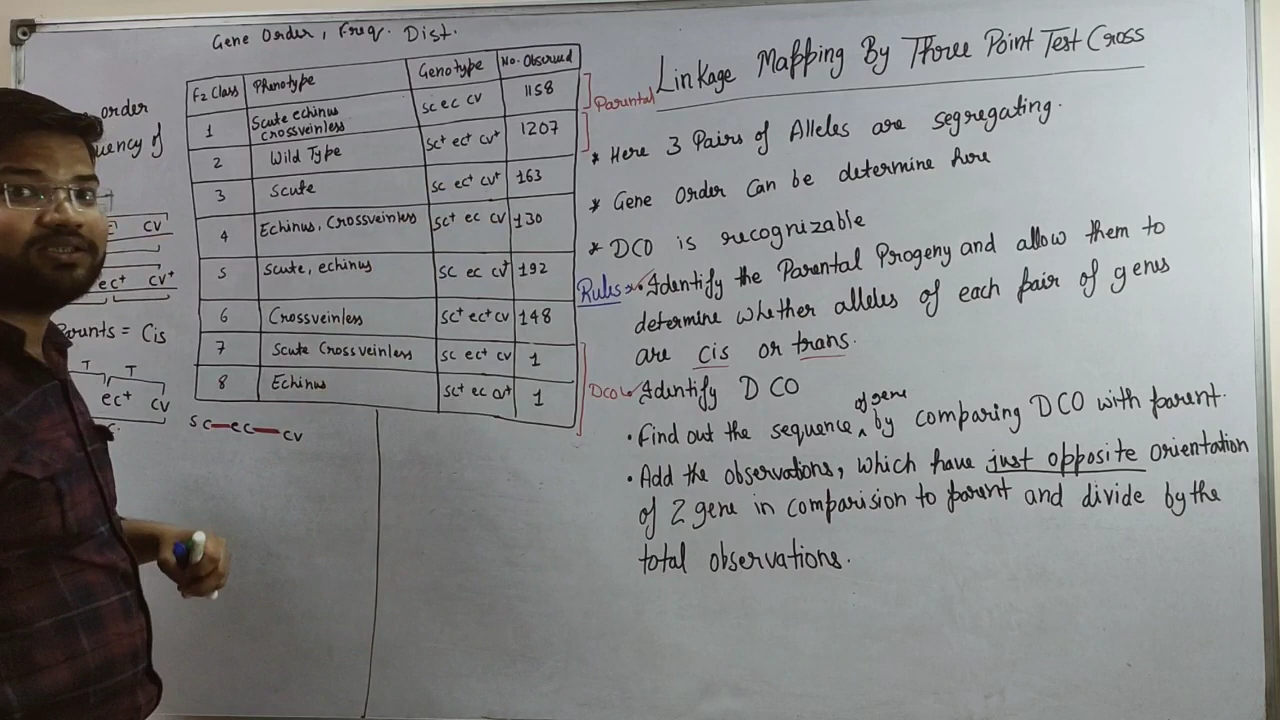 Gene Order, Freq. Dist.
F2 Class Phenotype Genotype No. Observed
1 Scute echinus crossveinless sc ec cv 1158
2 Wild Type sc+ ec+ cv+ 1207
3 Scute sc ec+ cv+ 163
4 Echinus, Crossveinless sc+ ec cv 130
5 scute, echinus sc ec cv+ 192
6 Crossveinless sc+ ec+ cv 148
7 Scute Crossveinless sc ec+ cv 1
8 Echinus sc+ ec cv+ 1
Parental
DCO
sc—ec—cv
order
cv
ec+ cv+
= Cis
T T
ec+ cv
Linkage Mapping By Three Point Test Cross
* Here 3 Pairs of Alleles are segregating.
* Gene Order Can be determine here
* DCO is recognizable
Rules Identify the Parental Progeny and allow them to
determine whether alleles of each pair of genes
are cis or trans.
Identify DCO
• Find out the sequence of gene by comparing DCO with parent.
• Add the observations, which have just opposite orientation
of 2 gene in comparision to parent and divide by the
total observations.